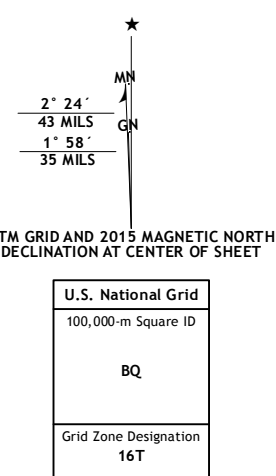 ★
MN
GN
2° 24´
43 MILS
1° 58´
35 MILS
TM GRID AND 2015 MAGNETIC NORTH
DECLINATION AT CENTER OF SHEET
U.S. National Grid
100,000-m Square ID
BQ
Grid Zone Designation
16T